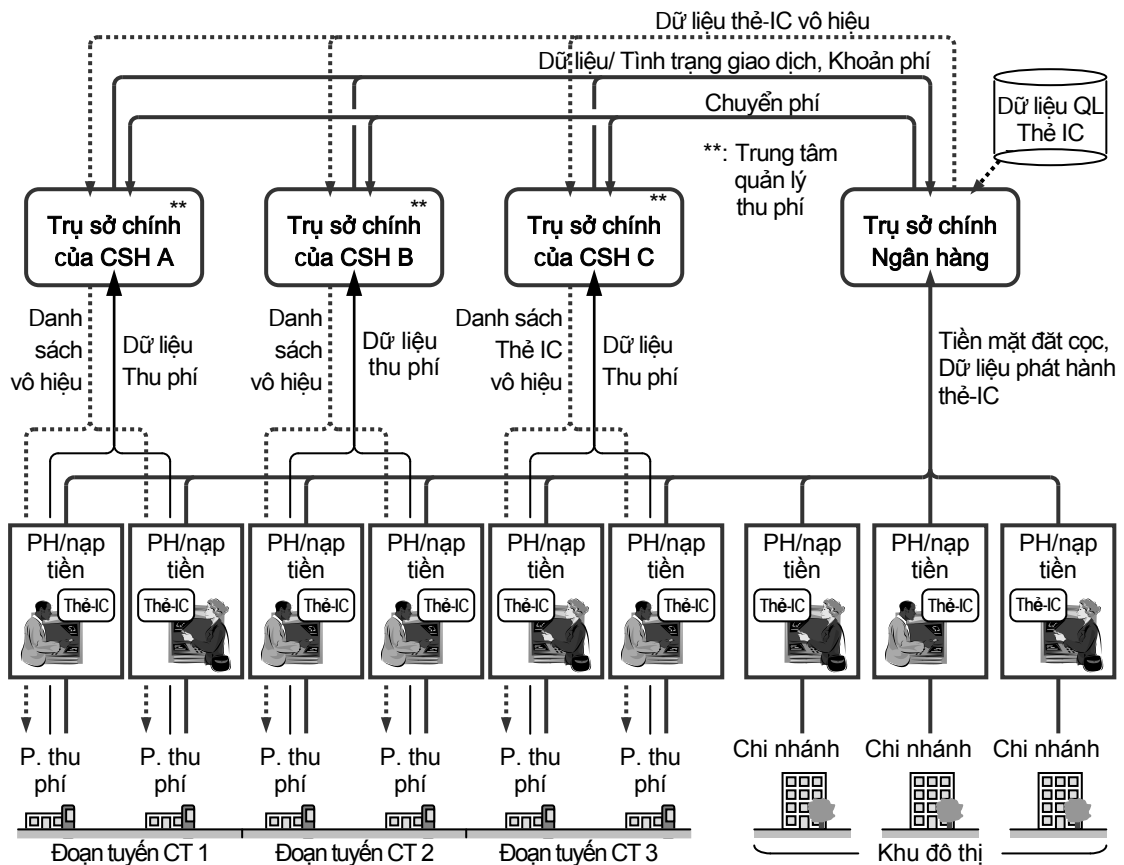 Dữ liệu thẻ-IC vô hiệu
Dữ liệu/ Tình trạng giao dịch, Khoản phí
Chuyển phí
Dữ liệu QL
Thẻ IC
**: Trung tâm
quản lý
thu phí
**
Trụ sở chính
của CSH A
**
Trụ sở chính
của CSH B
**
Trụ sở chính
của CSH C
Trụ sở chính
Ngân hàng
Danh
sách
vô hiệu
Dữ liệu
Thu phí
Danh
sách
vô hiệu
Dữ liệu
thu phí
Danh sách
Thẻ IC
vô hiệu
Dữ liệu
Thu phí
Tiền mặt đăt cọc,
Dữ liệu phát hành
thẻ-IC
PH/nạp
tiền
Thẻ-IC
PH/nạp
tiền
Thẻ-IC
PH/nạp
tiền
Thẻ-IC
PH/nạp
tiền
Thẻ-IC
PH/nạp
tiền
Thẻ-IC
PH/nạp
tiền
Thẻ-IC
PH/nạp
tiền
Thẻ-IC
PH/nạp
tiền
Thẻ-IC
PH/nạp
tiền
Thẻ-IC
P. thu
phí
P. thu
phí
P. thu
phí
P. thu
phí
P. thu
phí
P. thu
phí
Chi nhánh
Chi nhánh
Chi nhánh
Đoạn tuyến CT 1
Đoạn tuyến CT 2
Đoạn tuyến CT 3
Khu đô thị